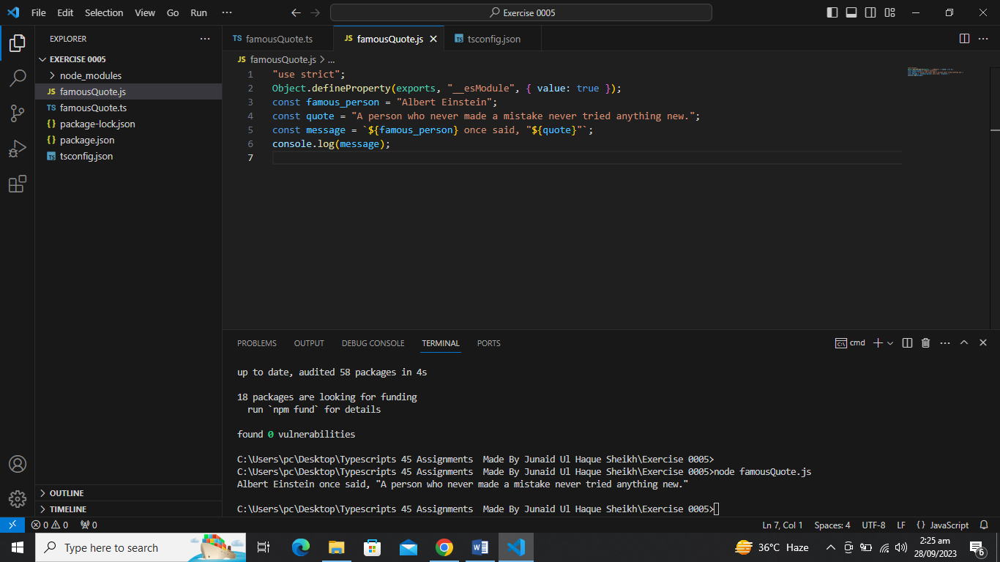 File Edit Selection View Go Run ··· Exercise 0005
EXPLORER ···
EXERCISE 0005
node_modules
JS famousQuote.js
TS famousQuote.ts
{} package-lock.json
{} package.json
TS tsconfig.json
OUTLINE
TIMELINE
TS famousQuote.ts JS famousQuote.js TS tsconfig.json ···
JS famousQuote.js > ...
1 "use strict";
2 Object.defineProperty(exports, "__esModule", { value: true });
3 const famous_person = "Albert Einstein";
4 const quote = "A person who never made a mistake never tried anything new.";
5 const message = `${famous_person} once said, "${quote}"`;
6 console.log(message);
7
PROBLEMS OUTPUT DEBUG CONSOLE TERMINAL PORTS cmd ···
up to date, audited 58 packages in 4s
18 packages are looking for funding
run `npm fund` for details
found 0 vulnerabilities
C:\Users\pc\Desktop\Typescripts 45 Assignments  Made By Junaid Ul Haque Sheikh\Exercise 0005>
C:\Users\pc\Desktop\Typescripts 45 Assignments  Made By Junaid Ul Haque Sheikh\Exercise 0005>node famousQuote.js
Albert Einstein once said, "A person who never made a mistake never tried anything new."
C:\Users\pc\Desktop\Typescripts 45 Assignments  Made By Junaid Ul Haque Sheikh\Exercise 0005>
0 0 0 Ln 7, Col 1 Spaces: 4 UTF-8 LF {} JavaScript
Type here to search 36°C Haze 2:25 am
28/09/2023 6